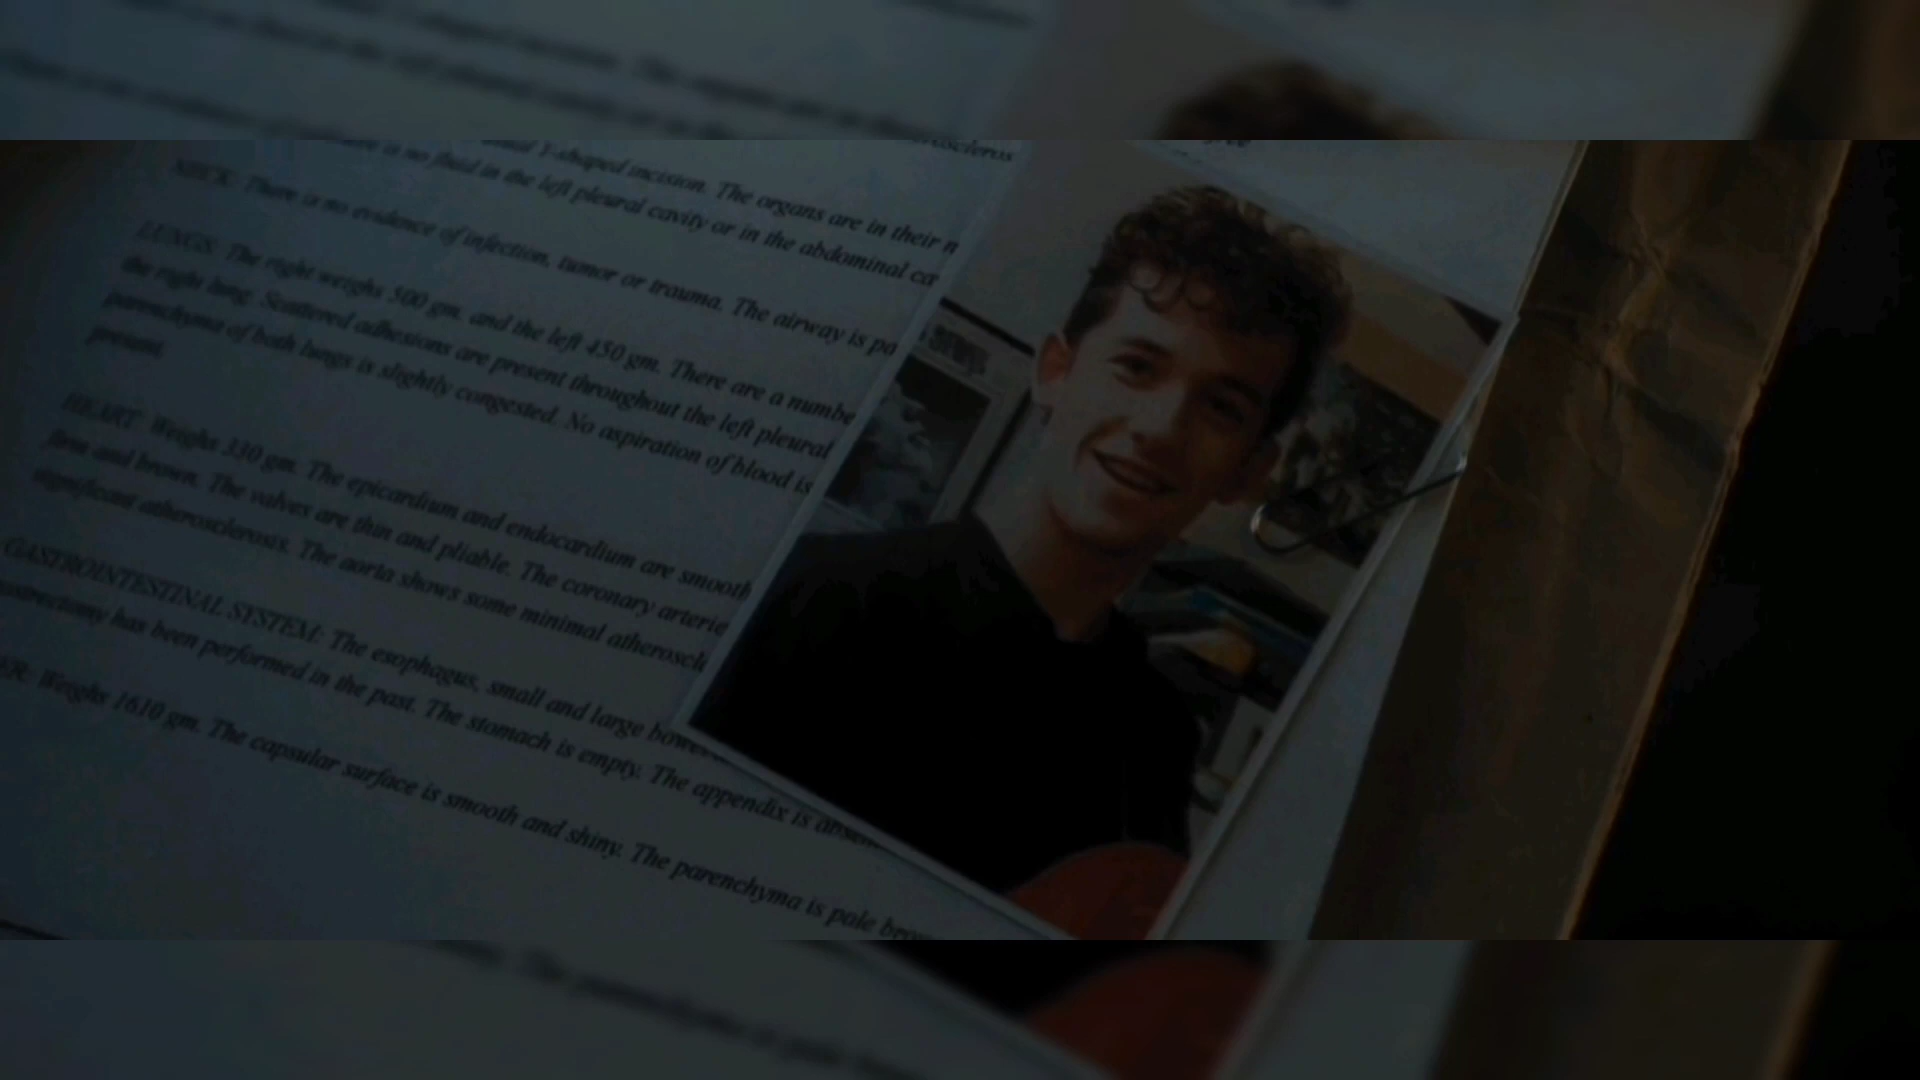 Y-shaped incision. The organs are in their n
is no fluid in the left pleural cavity or in the abdominal ca
NECK: There is no evidence of infection, tumor or trauma. The airway is pa
LUNGS: The right weighs 500 gm. and the left 450 gm. There are a numbe
the right lung. Scattered adhesions are present throughout the left pleural
parenchyma of both lungs is slightly congested. No aspiration of blood is
present.
HEART: Weighs 330 gm. The epicardium and endocardium are smooth
firm and brown. The valves are thin and pliable. The coronary arterie
significant atherosclerosis. The aorta shows some minimal atheroscle
GASTROINTESTINAL SYSTEM: The esophagus, small and large bowe
has been performed in the past. The stomach is empty. The appendix is absen
ER: Weighs 1610 gm. The capsular surface is smooth and shiny. The parenchyma is pale bro